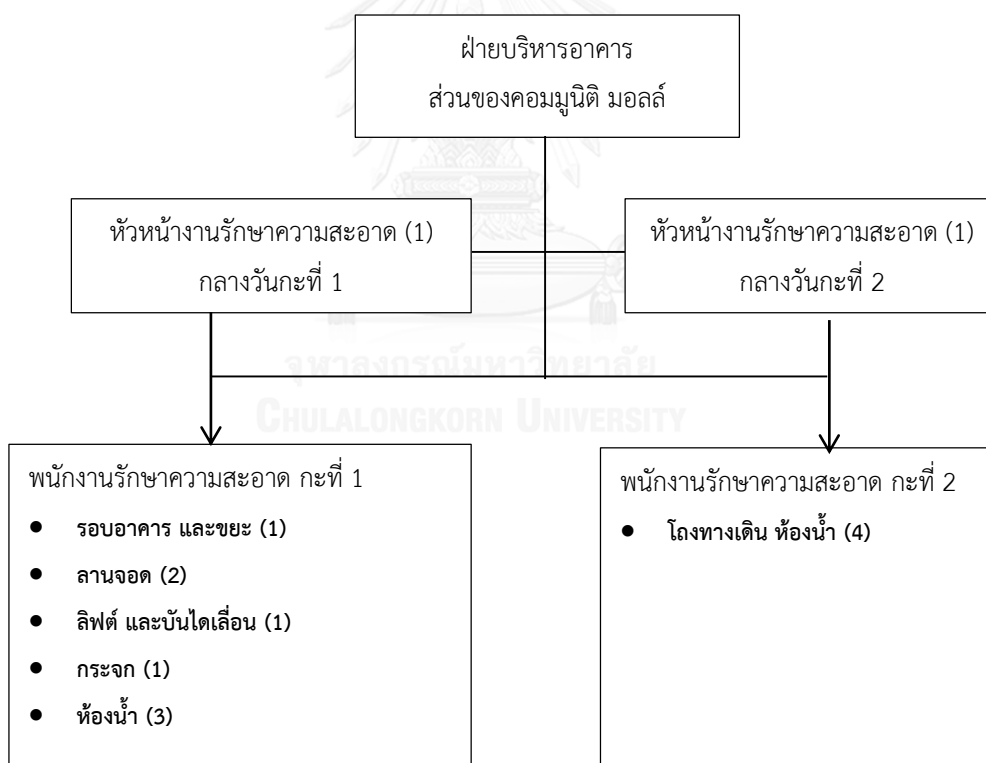 ฝ่ายบริหารอาคาร
ส่วนของคอมมูนิตี มอลล์
หัวหน้างานรักษาความสะอาด (1)
กลางวันกะที่ 1
หัวหน้างานรักษาความสะอาด (1)
กลางวันกะที่ 2
จุฬาลงกรณ์มหาวิทยาลัย
CHULALONGKORN UNIVERSITY
พนักงานรักษาความสะอาด กะที่ 1
● รอบอาคาร และขยะ (1)
● ลานจอด (2)
● ลิฟต์ และบันไดเลื่อน (1)
● กระจก (1)
● ห้องน้ำ (3)
พนักงานรักษาความสะอาด กะที่ 2
● โถงทางเดิน ห้องน้ำ (4)